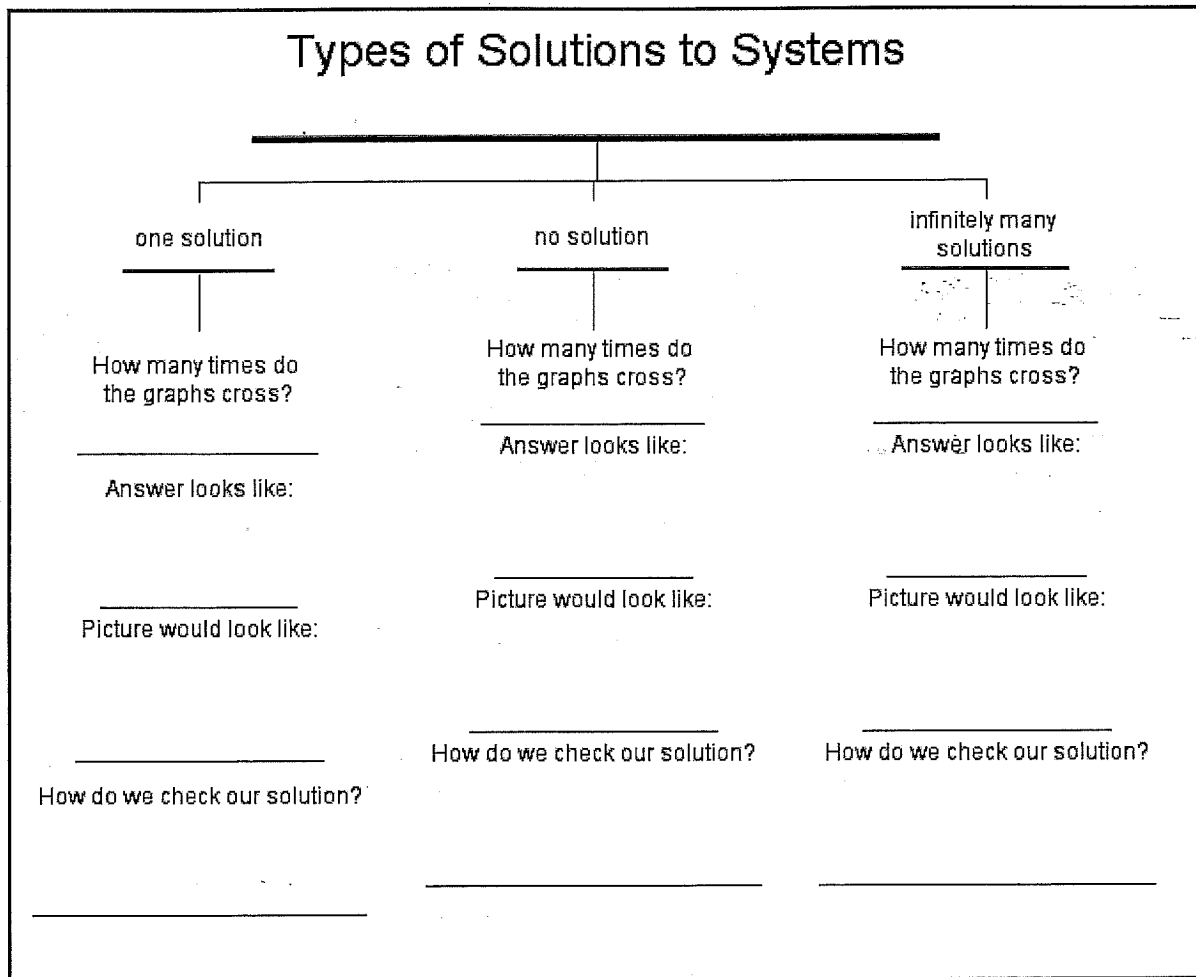 Types of Solutions to Systems
one solution
How many times do
the graphs cross?
Answer looks like:
Picture would look like:
How do we check our solution?
no solution
How many times do
the graphs cross?
Answer looks like:
Picture would look like:
How do we check our solution?
infinitely many
solutions
How many times do
the graphs cross?
Answer looks like:
Picture would look like:
How do we check our solution?